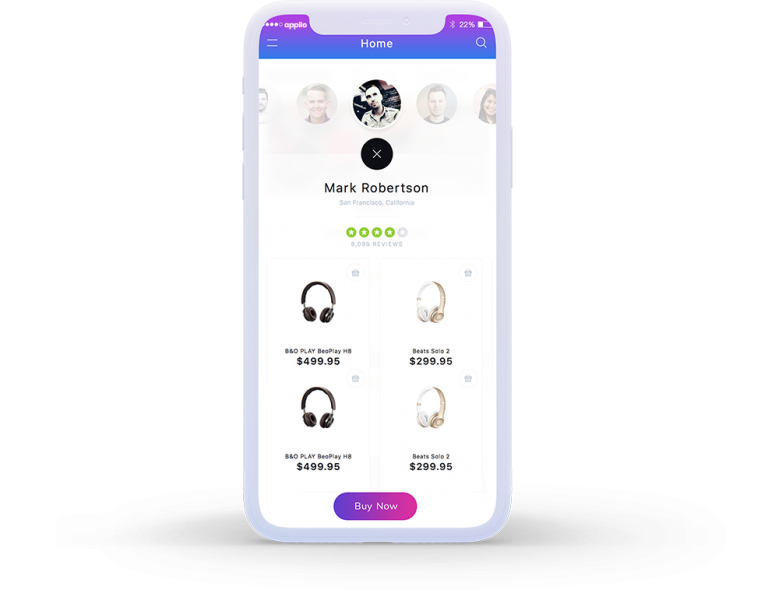 applio
22%
Home
Mark Robertson
San Francisco, California
8,095 REVIEWS
B&O PLAY BeoPlay H8
$499.95
Beats Solo 2
$299.95
B&O PLAY BeoPlay H8
$499.95
Beats Solo 2
$299.95
Buy Now